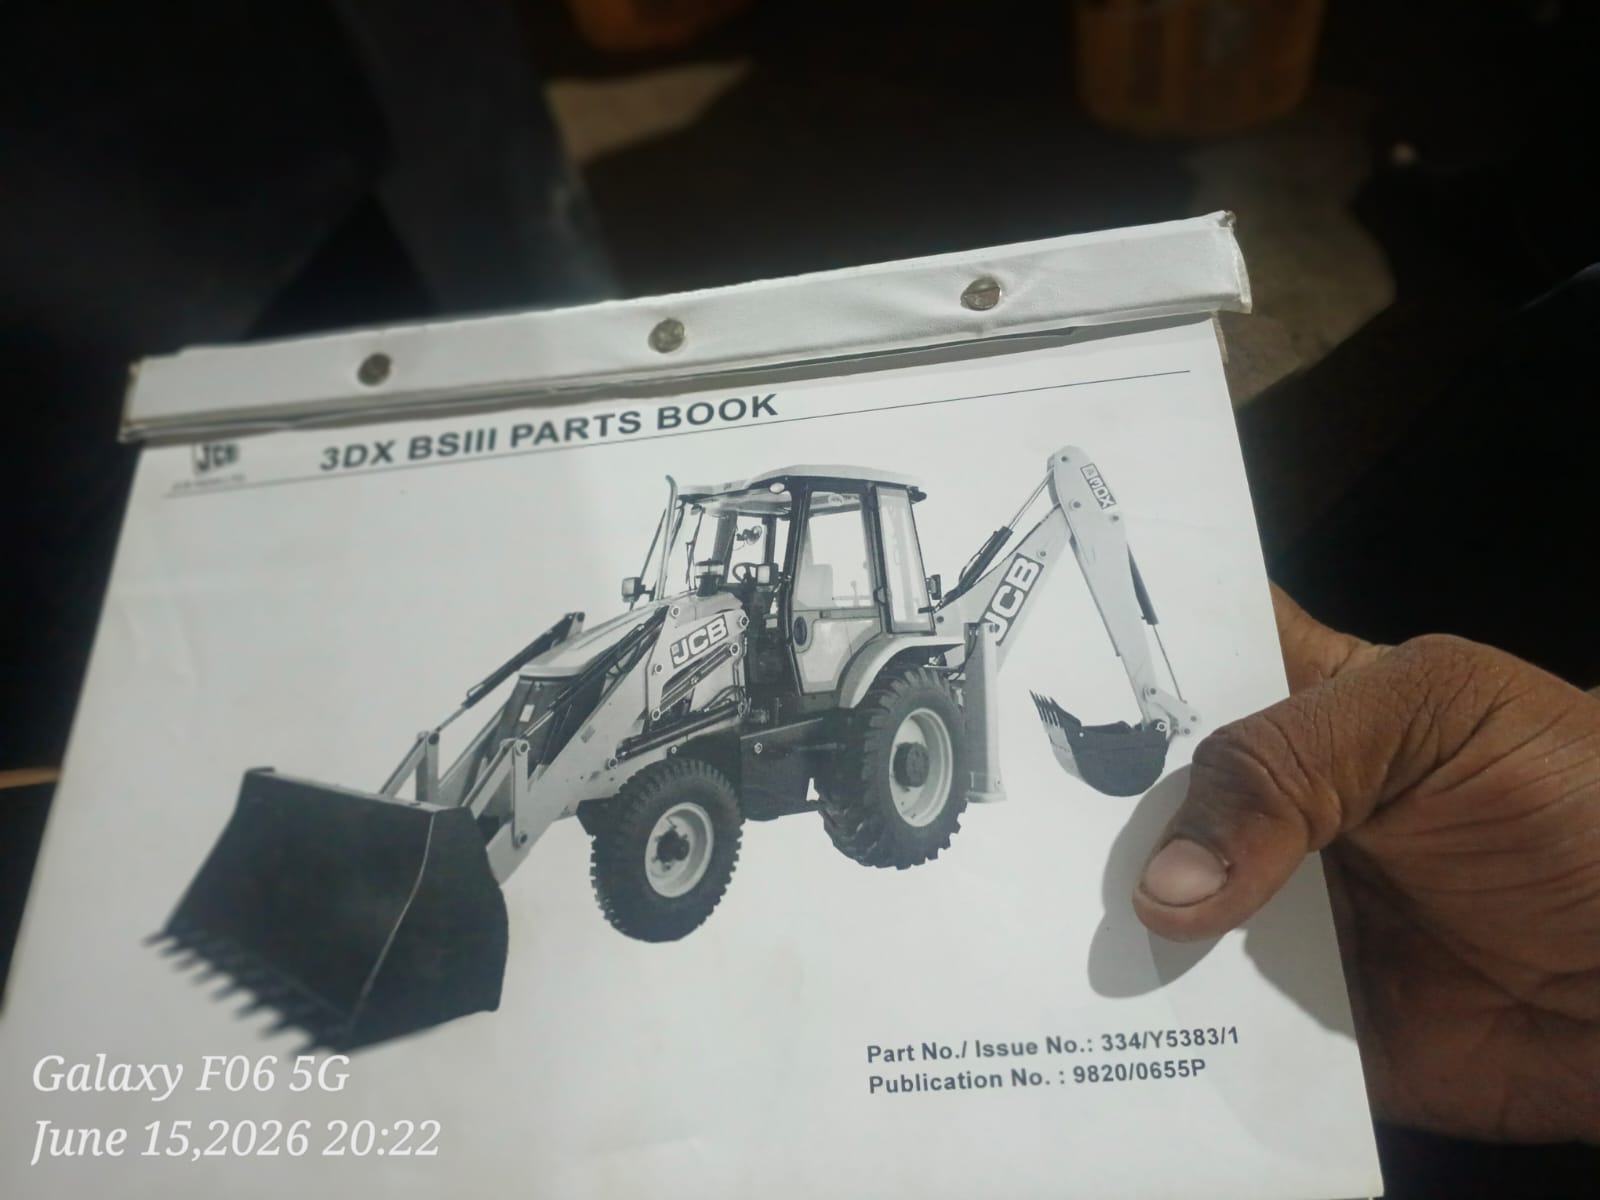 JCB
3DX BSIII PARTS BOOK
3DX
JCB
JCB
Part No./ Issue No.: 334/Y5383/1
Publication No. : 9820/0655P
Galaxy F06 5G
June 15,2026 20:22